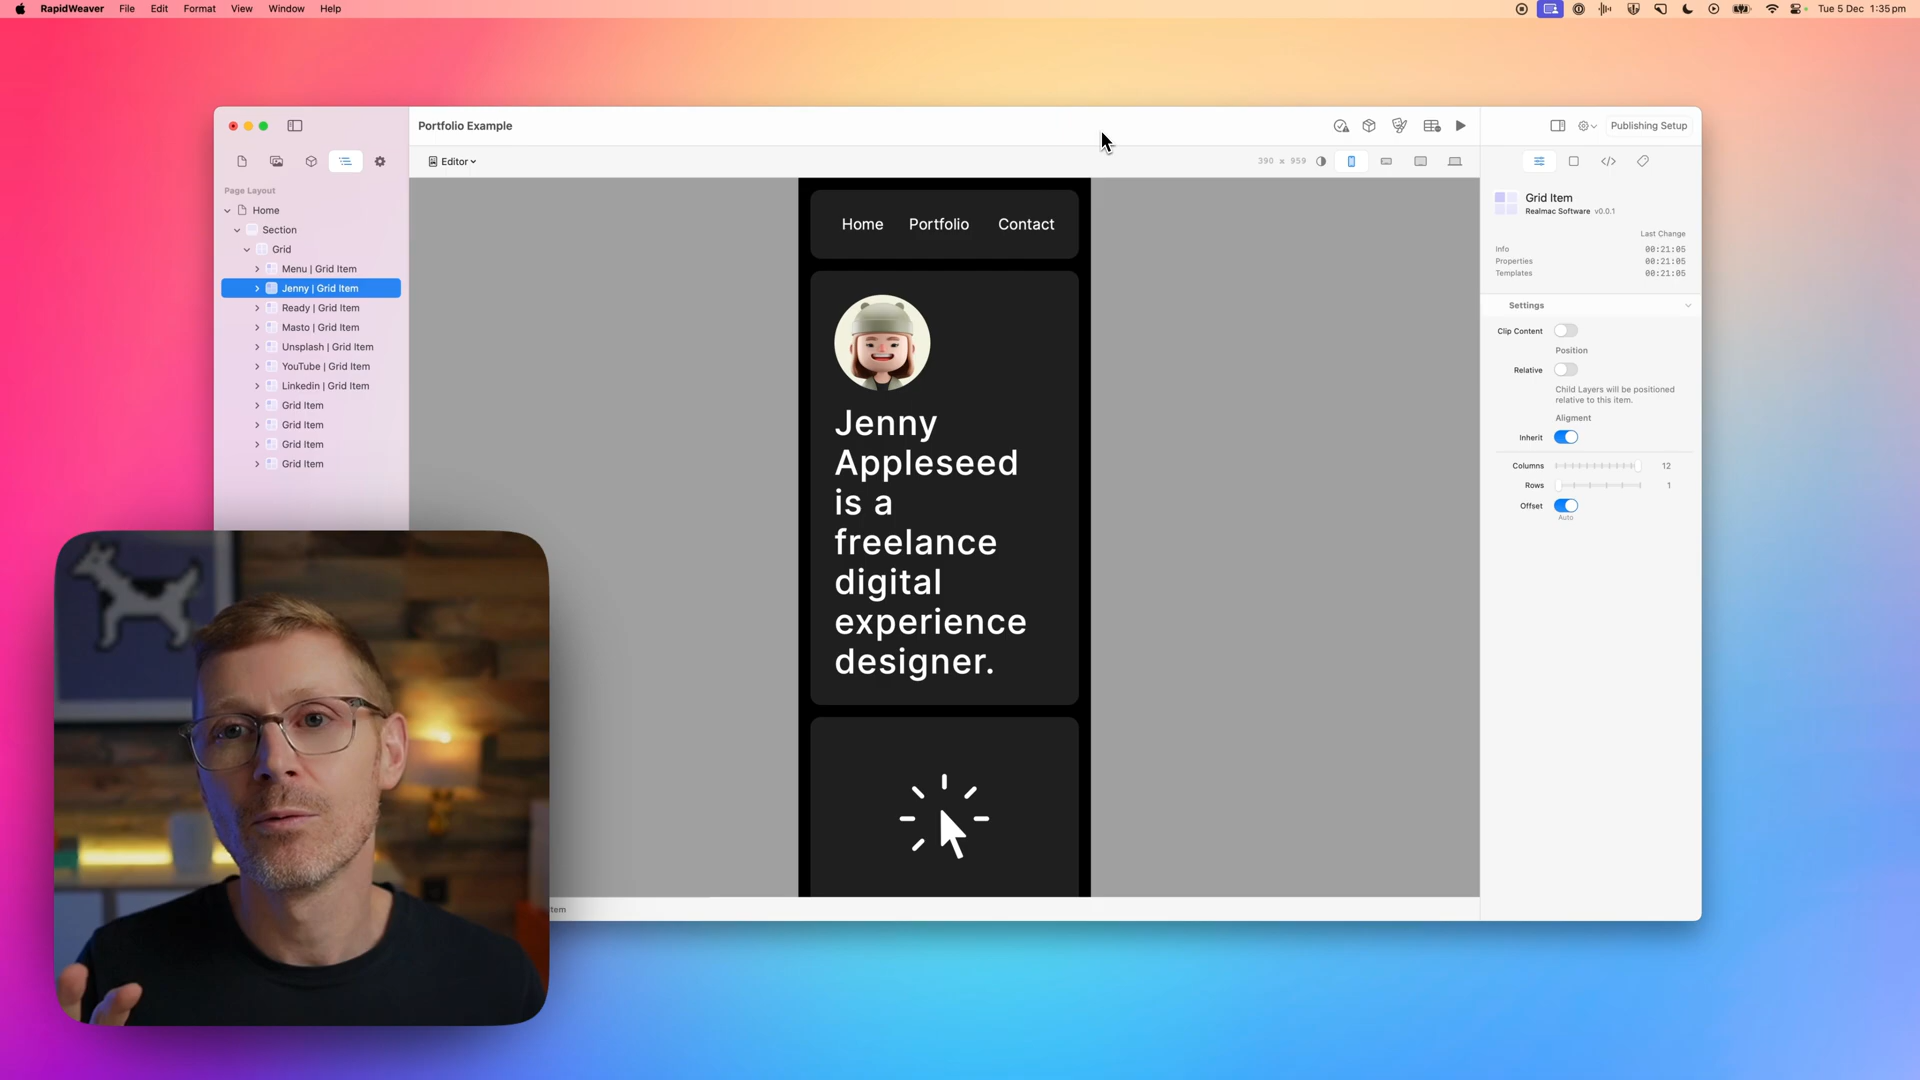 RapidWeaver File Edit Format View Window Help
Tue 5 Dec 1:35 pm
Portfolio Example
Publishing Setup
Editor
390 × 959
Page Layout
Home
Section
Grid
Menu | Grid Item
Jenny | Grid Item
Ready | Grid Item
Masto | Grid Item
Unsplash | Grid Item
YouTube | Grid Item
Linkedin | Grid Item
Grid Item
Grid Item
Grid Item
Grid Item
Home Portfolio Contact
Jenny
Appleseed
is a
freelance
digital
experience
designer.
tem
Grid Item
Realmac Software v0.0.1
Last Change
Info 00:21:05
Properties 00:21:05
Templates 00:21:05
Settings
Clip Content
Position
Relative
Child Layers will be positioned
relative to this item.
Aligment
Inherit
Columns 12
Rows 1
Offset
Auto